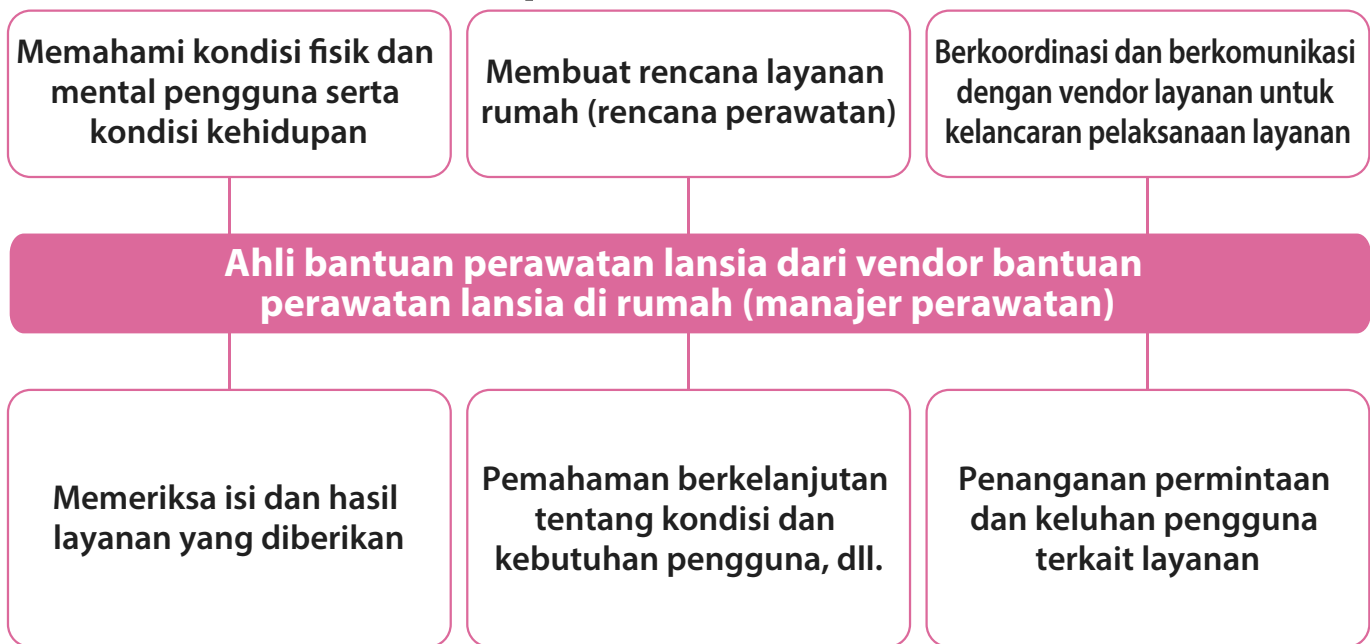 Memahami kondisi fisik dan
mental pengguna serta
kondisi kehidupan
Membuat rencana layanan
rumah (rencana perawatan)
Berkoordinasi dan berkomunikasi
dengan vendor layanan untuk
kelancaran pelaksanaan layanan
Ahli bantuan perawatan lansia dari vendor bantuan
perawatan lansia di rumah (manajer perawatan)
Memeriksa isi dan hasil
layanan yang diberikan
Pemahaman berkelanjutan
tentang kondisi dan
kebutuhan pengguna, dll.
Penanganan permintaan
dan keluhan pengguna
terkait layanan